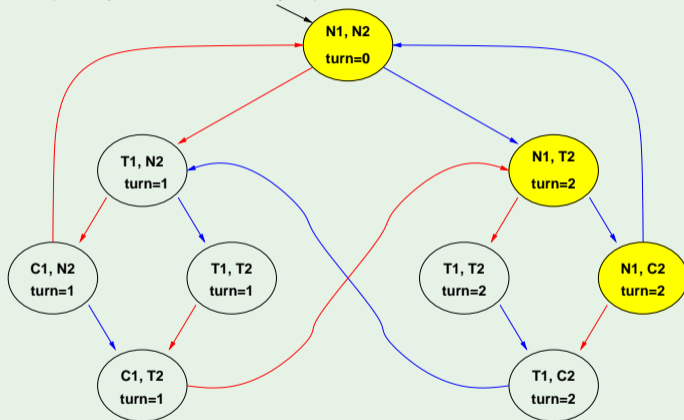 N1, N2
turn=0
T1, N2
turn=1
N1, T2
turn=2
C1, N2
turn=1
T1, T2
turn=1
T1, T2
turn=2
N1, C2
turn=2
C1, T2
turn=1
T1, C2
turn=2